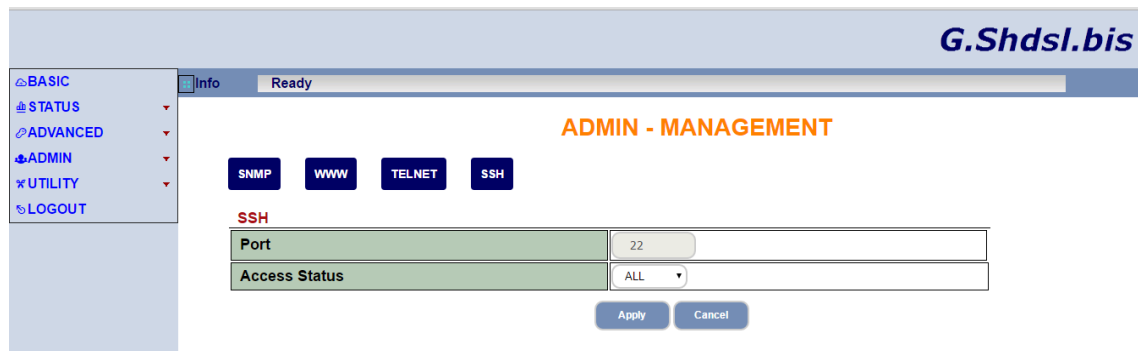 G.Shdsl.bis
BASIC
STATUS
ADVANCED
ADMIN
UTILITY
LOGOUT
Info Ready
ADMIN - MANAGEMENT
SNMP WWW TELNET SSH
SSH
Port 22
Access Status ALL
Apply Cancel